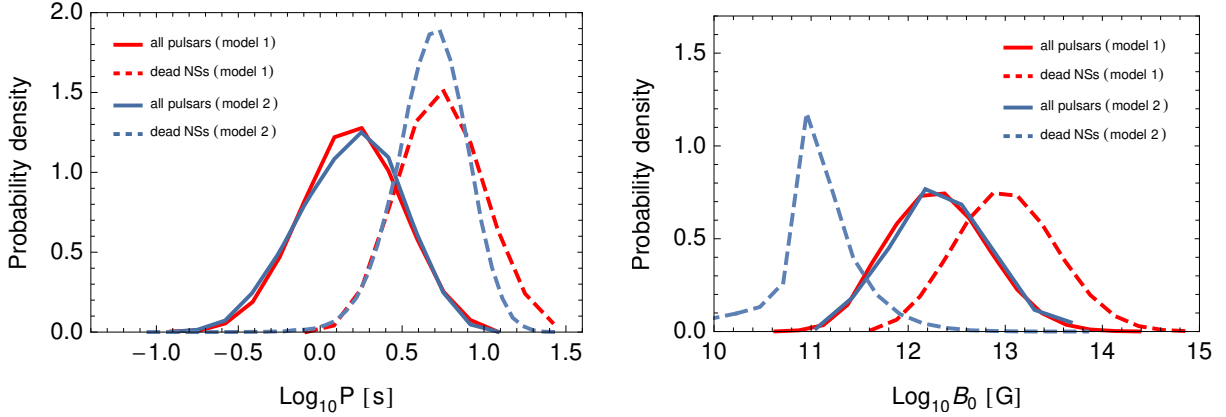 all pulsars (model 1)
dead NSs (model 1)
all pulsars (model 2)
dead NSs (model 2)
Probability density
2.0
1.5
1.0
0.5
0.0
−1.0 −0.5 0.0 0.5 1.0 1.5
Log10P [s]
all pulsars (model 1)
dead NSs (model 1)
all pulsars (model 2)
dead NSs (model 2)
Probability density
1.5
1.0
0.5
0.0
10 11 12 13 14 15
Log10B0 [G]